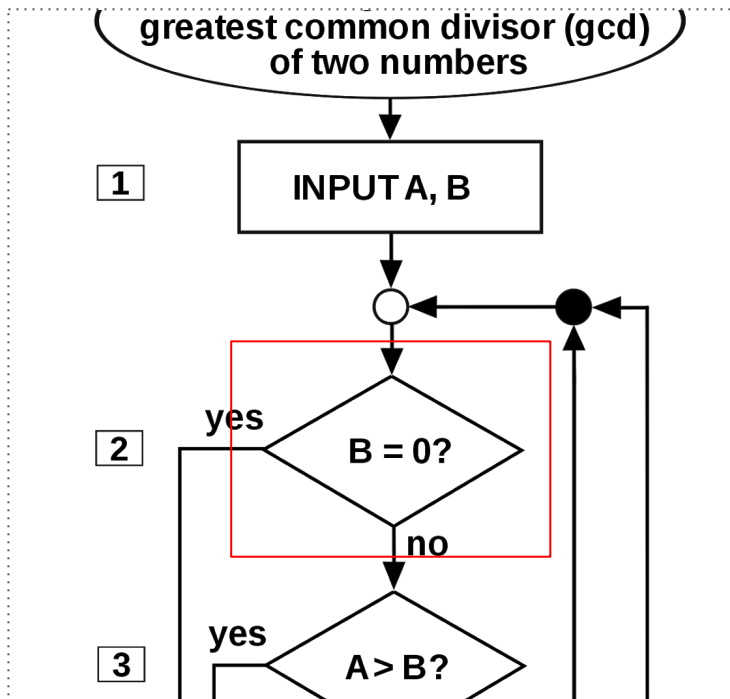 greatest common divisor (gcd)
of two numbers
1
INPUT A, B
yes
2
B = 0?
no
yes
3
A > B?